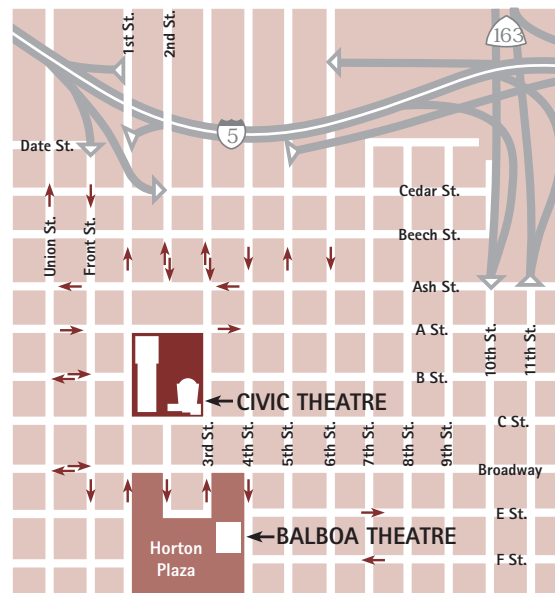 163
1st St.
2nd St.
5
Date St.
Cedar St.
Union St.
Front St.
Beech St.
Ash St.
10th St.
11th St.
A St.
B St.
CIVIC THEATRE
C St.
3rd St.
4th St.
5th St.
6th St.
7th St.
8th St.
9th St.
Broadway
E St.
BALBOA THEATRE
Horton
Plaza
F St.